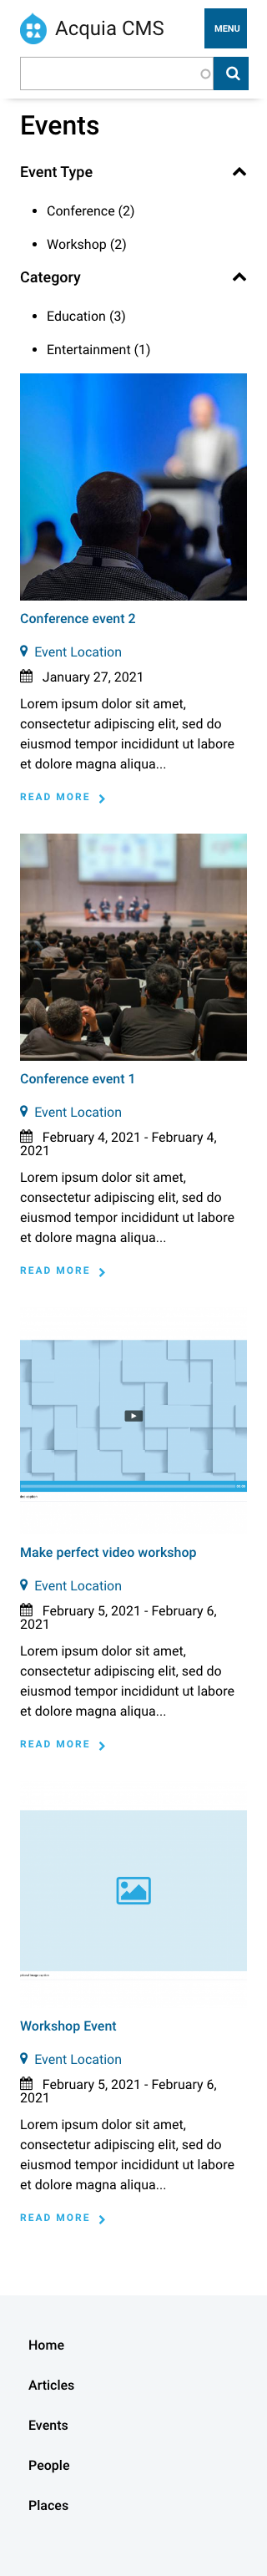 Acquia CMS
MENU
Events
Event Type
Conference (2)
Workshop (2)
Category
Education (3)
Entertainment (1)
Conference event 2
Event Location
January 27, 2021
Lorem ipsum dolor sit amet,
consectetur adipiscing elit, sed do
eiusmod tempor incididunt ut labore
et dolore magna aliqua...
READ MORE
Conference event 1
Event Location
February 4, 2021 - February 4,
2021
Lorem ipsum dolor sit amet,
consectetur adipiscing elit, sed do
eiusmod tempor incididunt ut labore
et dolore magna aliqua...
READ MORE
Make perfect video workshop
Event Location
February 5, 2021 - February 6,
2021
Lorem ipsum dolor sit amet,
consectetur adipiscing elit, sed do
eiusmod tempor incididunt ut labore
et dolore magna aliqua...
READ MORE
Workshop Event
Event Location
February 5, 2021 - February 6,
2021
Lorem ipsum dolor sit amet,
consectetur adipiscing elit, sed do
eiusmod tempor incididunt ut labore
et dolore magna aliqua...
READ MORE
Home
Articles
Events
People
Places